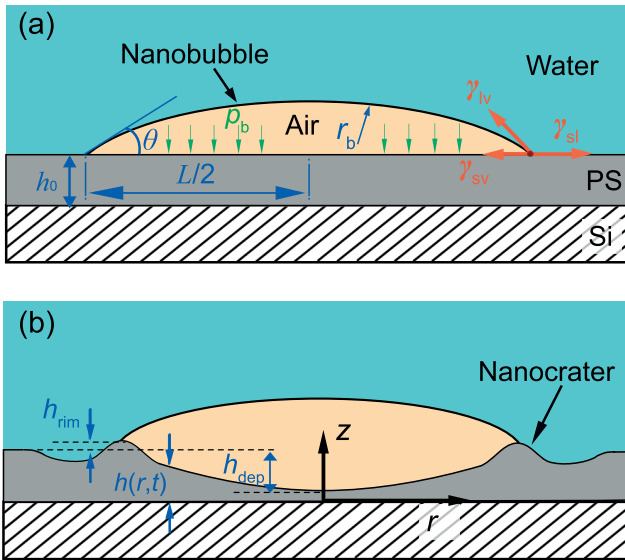 (a)
Nanobubble
Water
γlv
pb
Air
rb
θ
γsl
γsv
h0
L/2
PS
Si
(b)
Nanocrater
hrim
z
hdep
h(r,t)
r